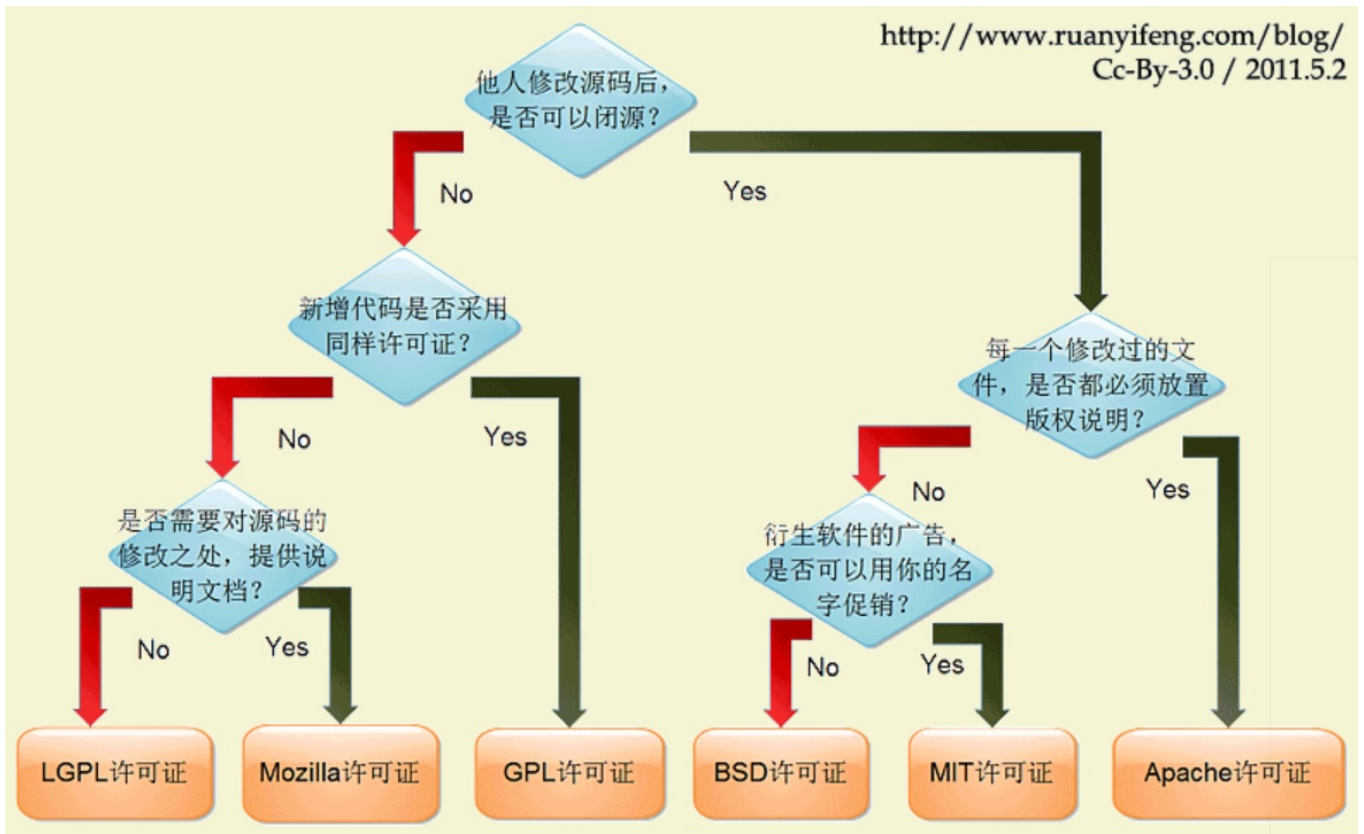 http://www.ruanyifeng.com/blog/
Cc-By-3.0 / 2011.5.2
他人修改源码后，
是否可以闭源？
No
Yes
新增代码是否采用
同样许可证？
每一个修改过的文
件，是否都必须放置
版权说明？
No
Yes
No
Yes
是否需要对源码的
修改之处，提供说
明文档？
衍生软件的广告，
是否可以用你的名
字促销？
No
Yes
No
Yes
LGPL许可证
Mozilla许可证
GPL许可证
BSD许可证
MIT许可证
Apache许可证